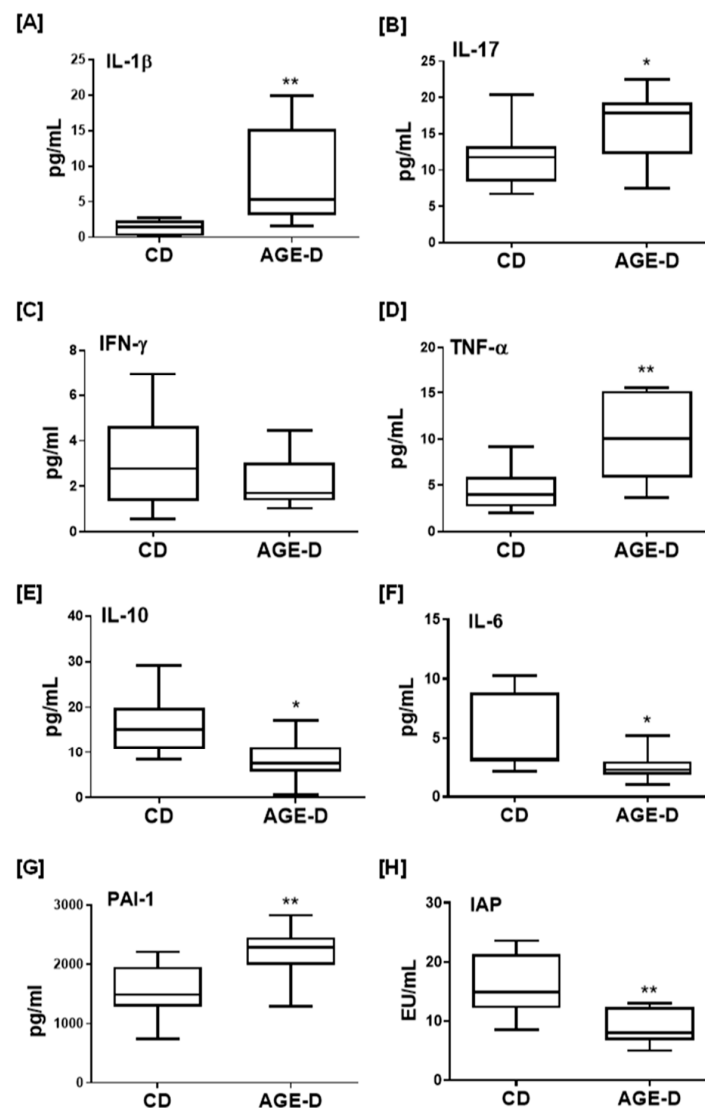 [A]
IL-1β
pg/mL
25
20
15
10
5
0
**
CD AGE-D
[B]
IL-17
pg/mL
25
20
15
10
5
0
*
CD AGE-D
[C]
IFN-γ
pg/ml
8
6
4
2
0
CD AGE-D
[D]
TNF-α
pg/mL
20
15
10
5
0
**
CD AGE-D
[E]
IL-10
pg/mL
40
30
20
10
0
*
CD AGE-D
[F]
IL-6
pg/mL
15
10
5
0
*
CD AGE-D
[G]
PAI-1
pg/ml
3000
2000
1000
0
**
CD AGE-D
[H]
IAP
EU/mL
30
20
10
0
**
CD AGE-D